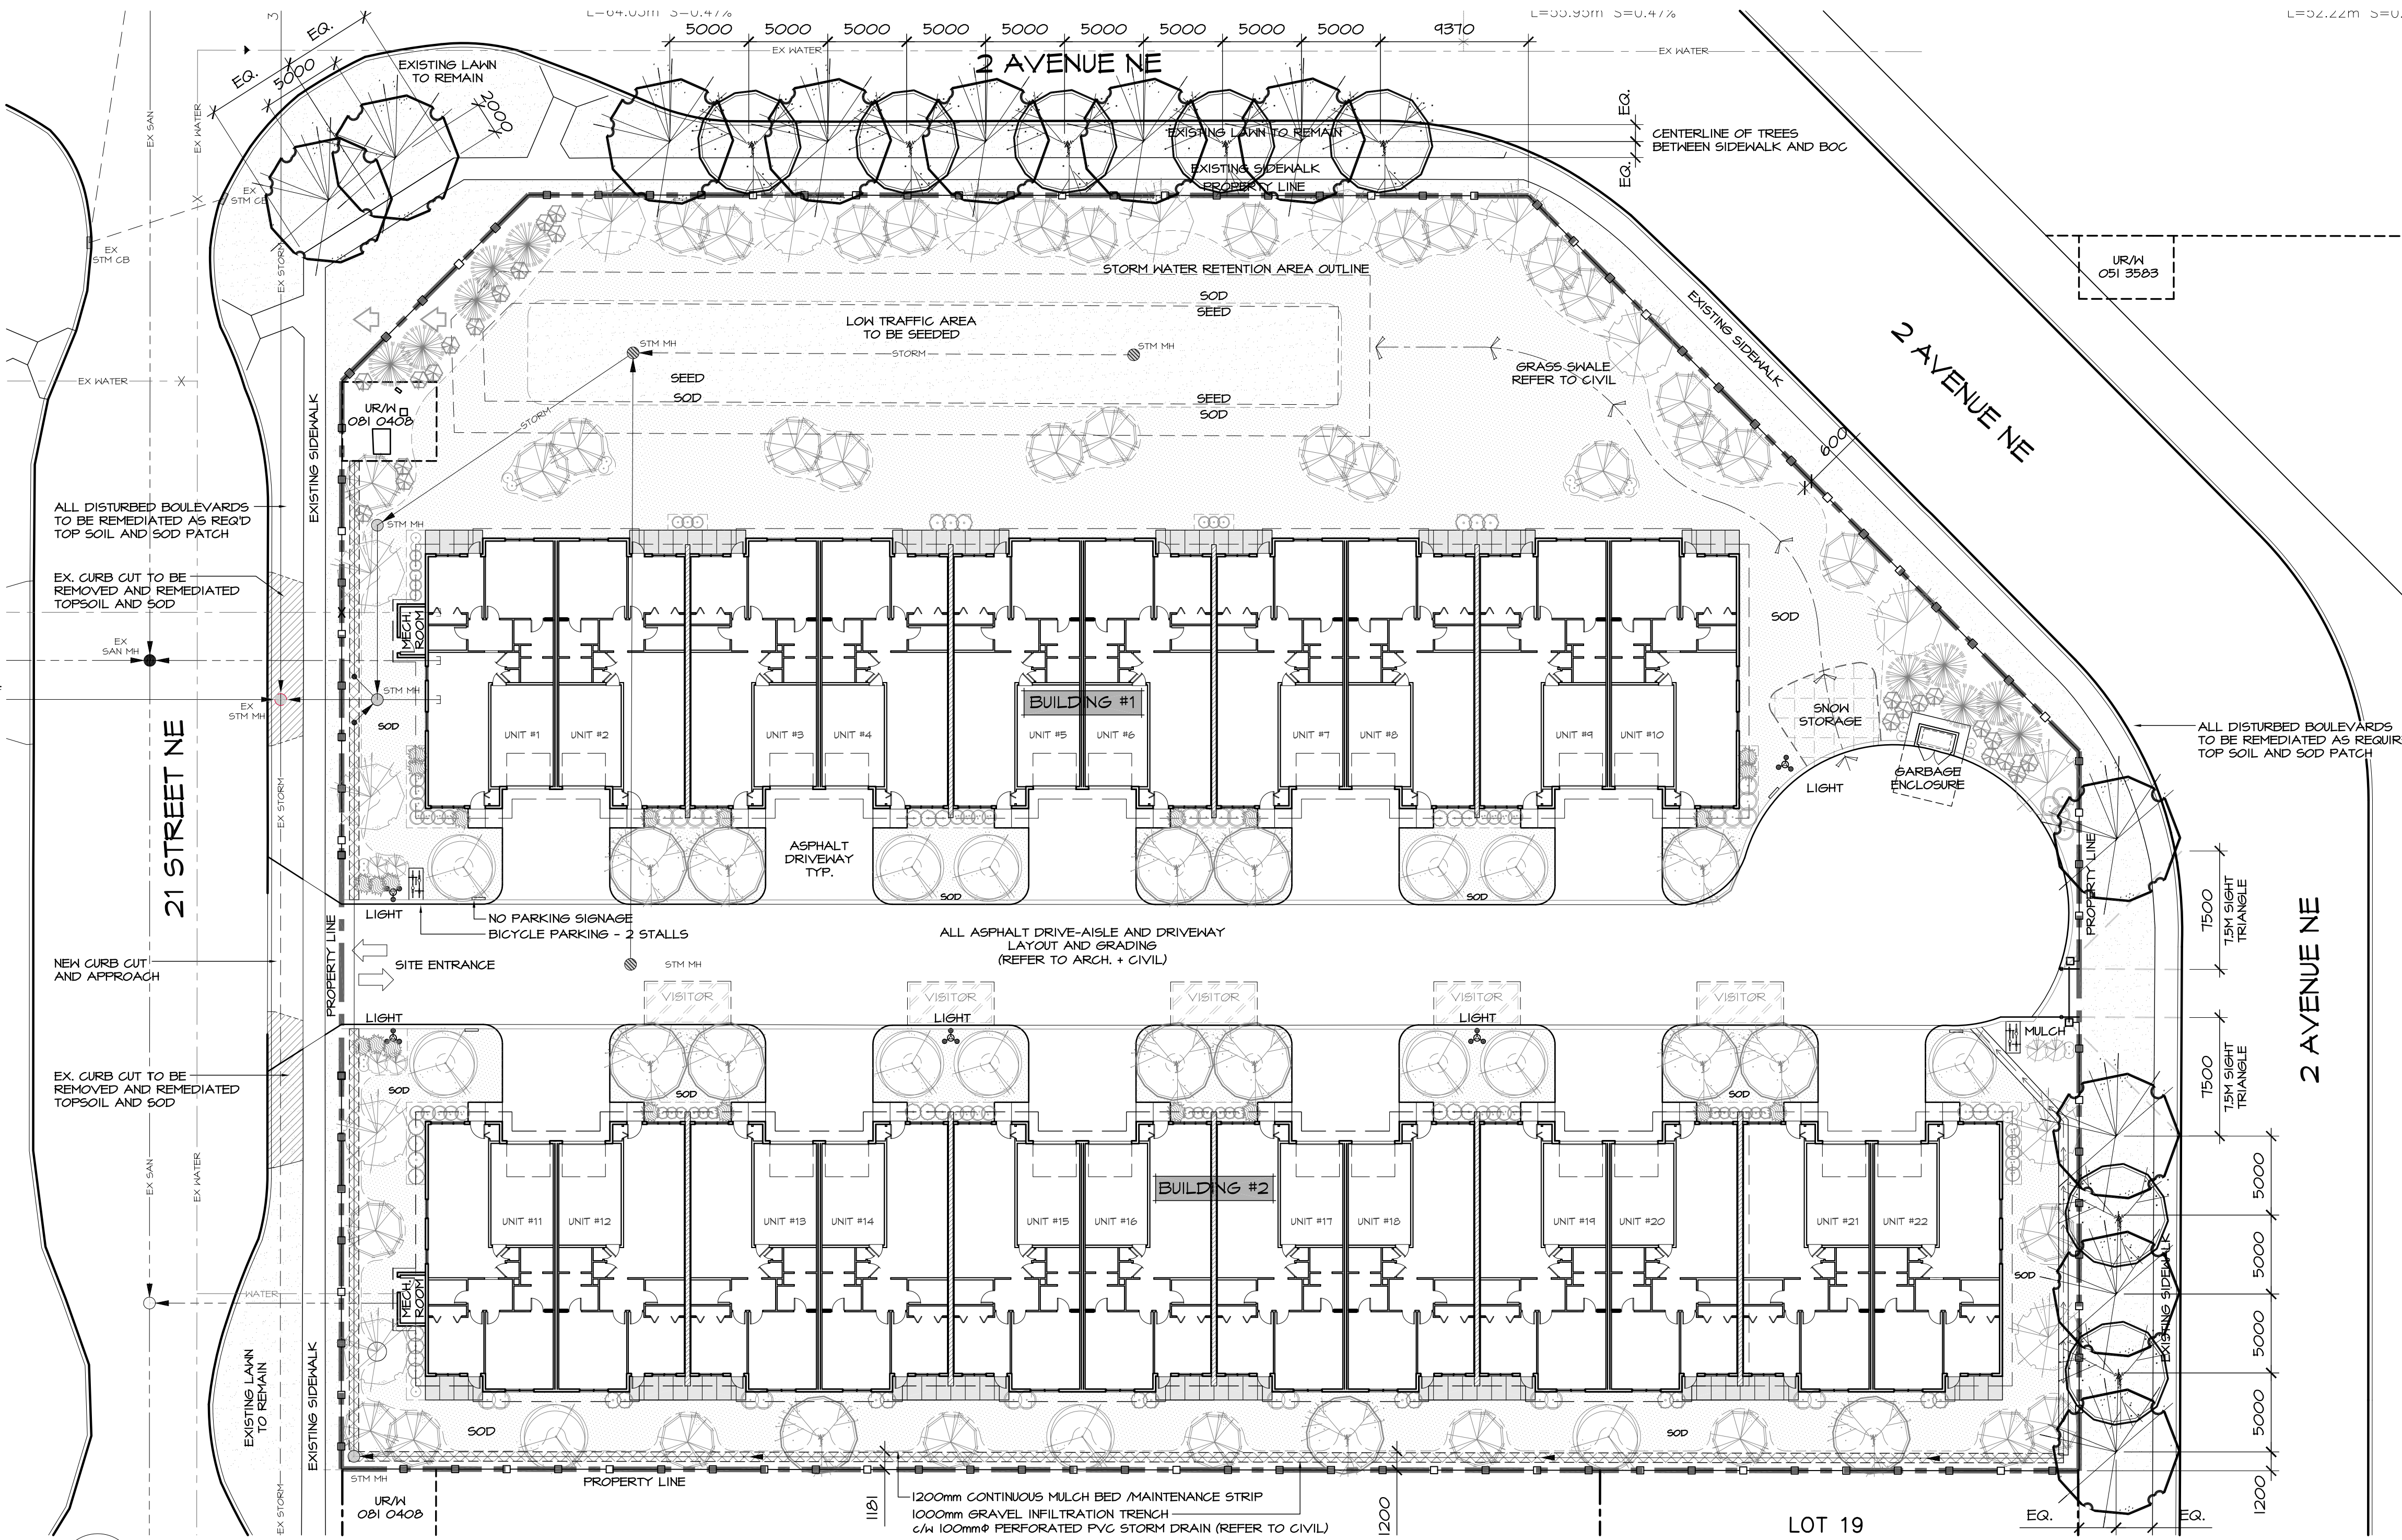 L=64.05m S=0.47%
L=55.95m S=0.47%
L=52.22m S=0.
5000
5000
5000
5000
5000
5000
5000
5000
5000
9370
EX WATER
EX WATER
2 AVENUE NE
3
EQ.
EQ.
5000
2000
EXISTING LAWN
TO REMAIN
EX SAN
EX WATER
EX
STM CB
EX
STM CB
EX STORM
EXISTING LAWN TO REMAIN
EXISTING SIDEWALK
PROPERTY LINE
EQ.
EQ.
CENTERLINE OF TREES
BETWEEN SIDEWALK AND BOC
UR/W
051 3583
STORM WATER RETENTION AREA OUTLINE
SOD
SEED
LOW TRAFFIC AREA
TO BE SEEDED
STM MH
STORM
STM MH
EXISTING SIDEWALK
2 AVENUE NE
GRASS SWALE
REFER TO CIVIL
SEED
SOD
SEED
SOD
EX WATER
UR/W
081 0408
STORM
EXISTING SIDEWALK
600
ALL DISTURBED BOULEVARDS
TO BE REMEDIATED AS REQ'D
TOP SOIL AND SOD PATCH
STM MH
EX. CURB CUT TO BE
REMOVED AND REMEDIATED
TOPSOIL AND SOD
MECH.
ROOM
SOD
EX
SAN MH
STM MH
EX
STM MH
SOD
BUILDING #1
UNIT #1
UNIT #2
UNIT #3
UNIT #4
UNIT #5
UNIT #6
UNIT #7
UNIT #8
UNIT #9
UNIT #10
SNOW
STORAGE
GARBAGE
ENCLOSURE
LIGHT
ALL DISTURBED BOULEVARDS
TO BE REMEDIATED AS REQUIR
TOP SOIL AND SOD PATCH
21 STREET NE
EX STORM
ASPHALT
DRIVEWAY
TYP.
SOD
SOD
LIGHT
NO PARKING SIGNAGE
BICYCLE PARKING - 2 STALLS
PROPERTY LINE
PROPERTY LINE
7500
7.5M SIGHT
TRIANGLE
2 AVENUE NE
ALL ASPHALT DRIVE-AISLE AND DRIVEWAY
LAYOUT AND GRADING
(REFER TO ARCH. + CIVIL)
NEW CURB CUT
AND APPROACH
SITE ENTRANCE
STM MH
VISITOR
VISITOR
VISITOR
VISITOR
VISITOR
LIGHT
LIGHT
LIGHT
MULCH
7500
7.5M SIGHT
TRIANGLE
EX. CURB CUT TO BE
REMOVED AND REMEDIATED
TOPSOIL AND SOD
SOD
SOD
SOD
EX SAN
EX WATER
BUILDING #2
UNIT #11
UNIT #12
UNIT #13
UNIT #14
UNIT #15
UNIT #16
UNIT #17
UNIT #18
UNIT #19
UNIT #20
UNIT #21
UNIT #22
5000
5000
5000
5000
1200
SOD
EXISTING SIDEWALK
WATER
MECH.
ROOM
EXISTING LAWN
TO REMAIN
EXISTING SIDEWALK
SOD
SOD
STM MH
PROPERTY LINE
UR/W
081 0408
EX STORM
1181
1200mm CONTINUOUS MULCH BED /MAINTENANCE STRIP
1000mm GRAVEL INFILTRATION TRENCH
c/w 100mmΦ PERFORATED PVC STORM DRAIN (REFER TO CIVIL)
1200
LOT 19
EQ.
EQ.